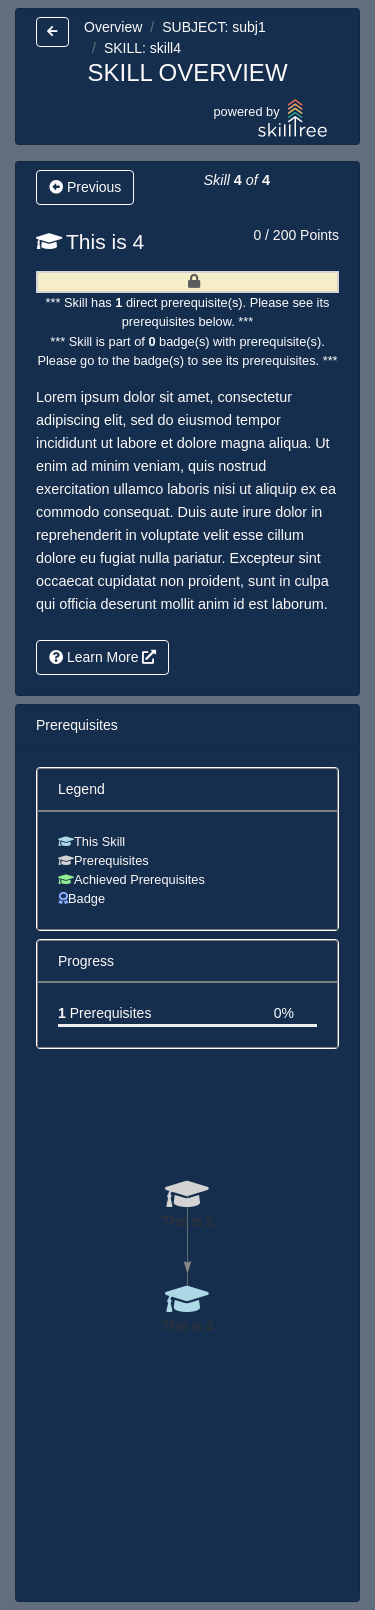 Overview / SUBJECT: subj1
/ SKILL: skill4
SKILL OVERVIEW
powered by skilltree
Previous
Skill 4 of 4
This is 4
0 / 200 Points
*** Skill has 1 direct prerequisite(s). Please see its
prerequisites below. ***
*** Skill is part of 0 badge(s) with prerequisite(s).
Please go to the badge(s) to see its prerequisites. ***
Lorem ipsum dolor sit amet, consectetur
adipiscing elit, sed do eiusmod tempor
incididunt ut labore et dolore magna aliqua. Ut
enim ad minim veniam, quis nostrud
exercitation ullamco laboris nisi ut aliquip ex ea
commodo consequat. Duis aute irure dolor in
reprehenderit in voluptate velit esse cillum
dolore eu fugiat nulla pariatur. Excepteur sint
occaecat cupidatat non proident, sunt in culpa
qui officia deserunt mollit anim id est laborum.
Learn More
Prerequisites
Legend
This Skill
Prerequisites
Achieved Prerequisites
Badge
Progress
1 Prerequisites 0%
This is 2
This is 4